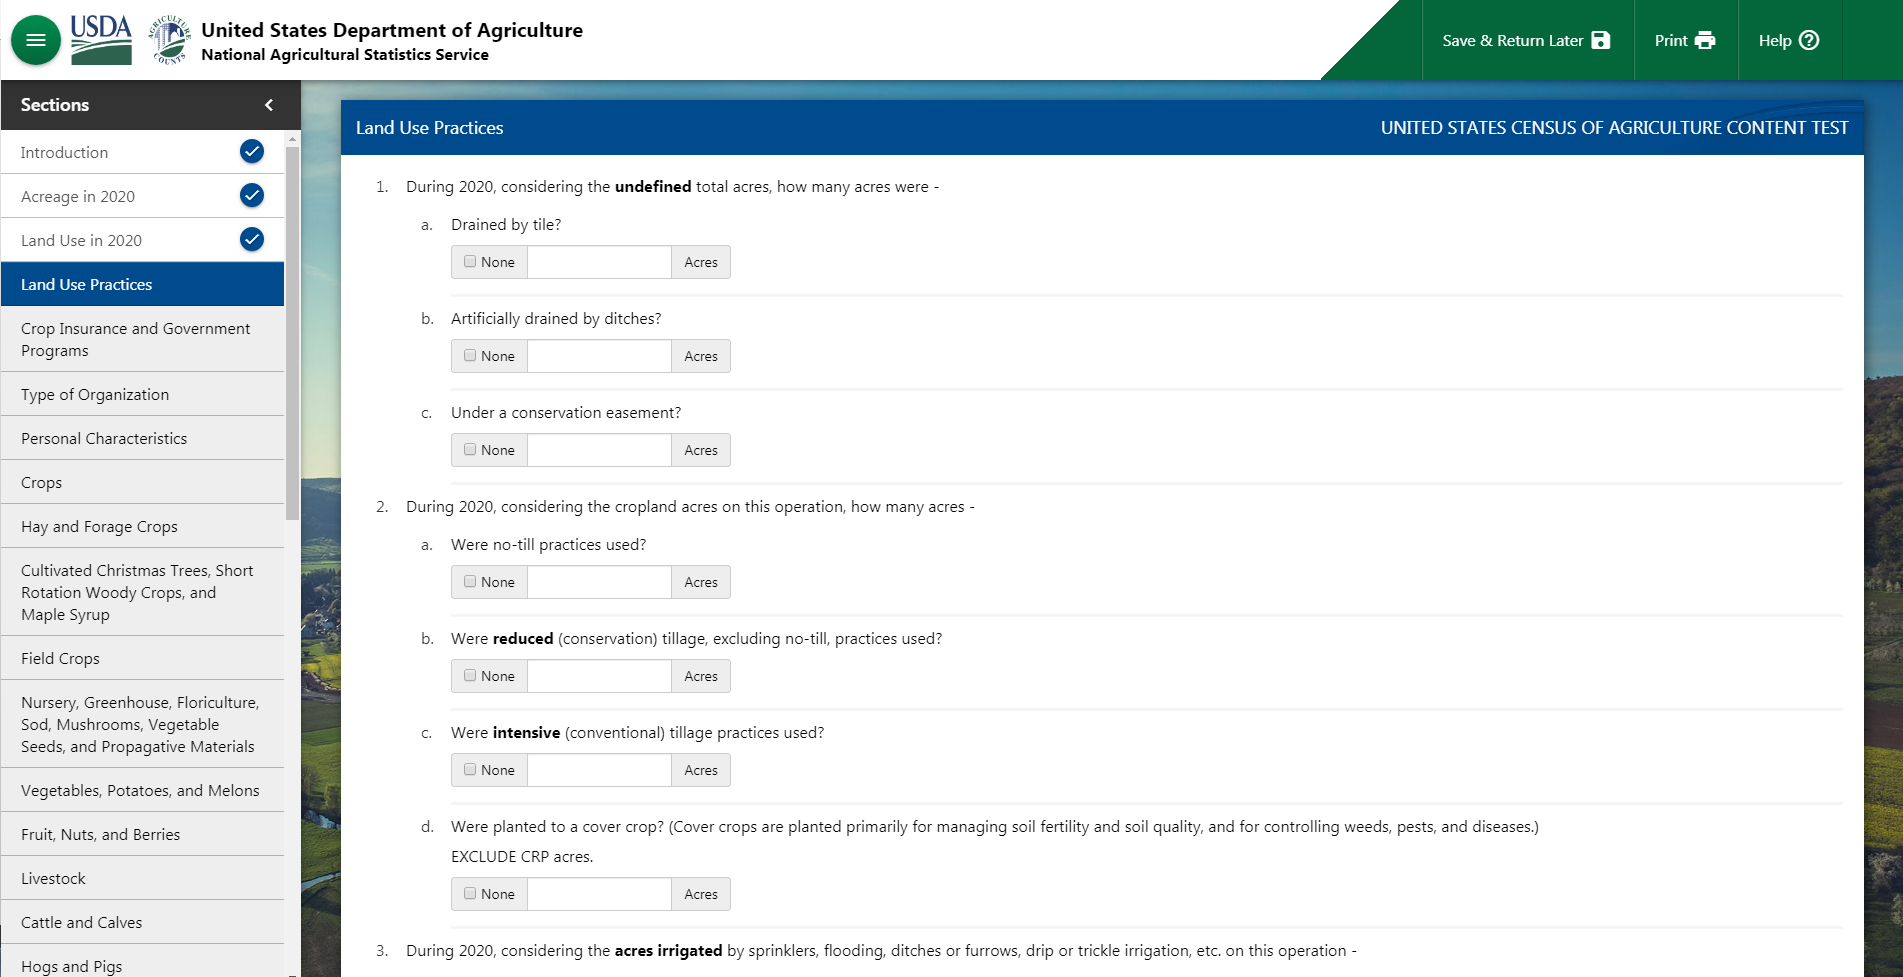 USDA
AGRICULTURE
COUNTS
United States Department of Agriculture
National Agricultural Statistics Service
Save & Return Later
Print
Help
Sections
Introduction
Acreage in 2020
Land Use in 2020
Land Use Practices
Crop Insurance and Government
Programs
Type of Organization
Personal Characteristics
Crops
Hay and Forage Crops
Cultivated Christmas Trees, Short
Rotation Woody Crops, and
Maple Syrup
Field Crops
Nursery, Greenhouse, Floriculture,
Sod, Mushrooms, Vegetable
Seeds, and Propagative Materials
Vegetables, Potatoes, and Melons
Fruit, Nuts, and Berries
Livestock
Cattle and Calves
Hogs and Pigs
Land Use Practices
UNITED STATES CENSUS OF AGRICULTURE CONTENT TEST
1. During 2020, considering the undefined total acres, how many acres were -
a. Drained by tile?
None Acres
b. Artificially drained by ditches?
None Acres
c. Under a conservation easement?
None Acres
2. During 2020, considering the cropland acres on this operation, how many acres -
a. Were no-till practices used?
None Acres
b. Were reduced (conservation) tillage, excluding no-till, practices used?
None Acres
c. Were intensive (conventional) tillage practices used?
None Acres
d. Were planted to a cover crop? (Cover crops are planted primarily for managing soil fertility and soil quality, and for controlling weeds, pests, and diseases.)
EXCLUDE CRP acres.
None Acres
3. During 2020, considering the acres irrigated by sprinklers, flooding, ditches or furrows, drip or trickle irrigation, etc. on this operation -